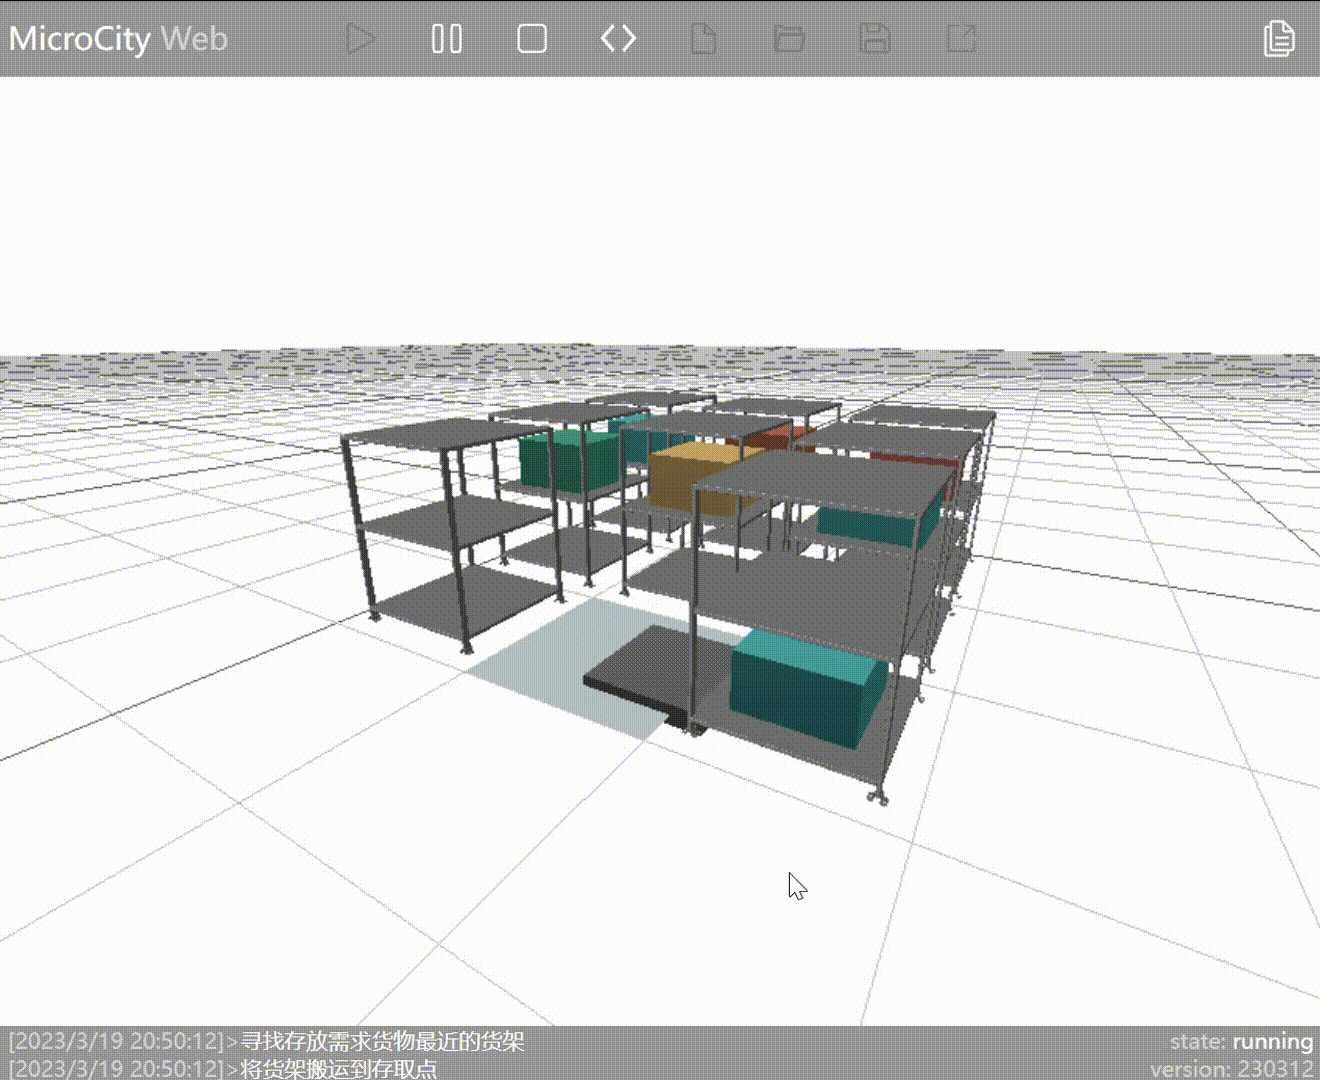 MicroCity Web
[2023/3/19 20:50:12]>寻找存放需求货物最近的货架
state: running
[2023/3/19 20:50:12]>将货架搬运到存取点
version: 230312